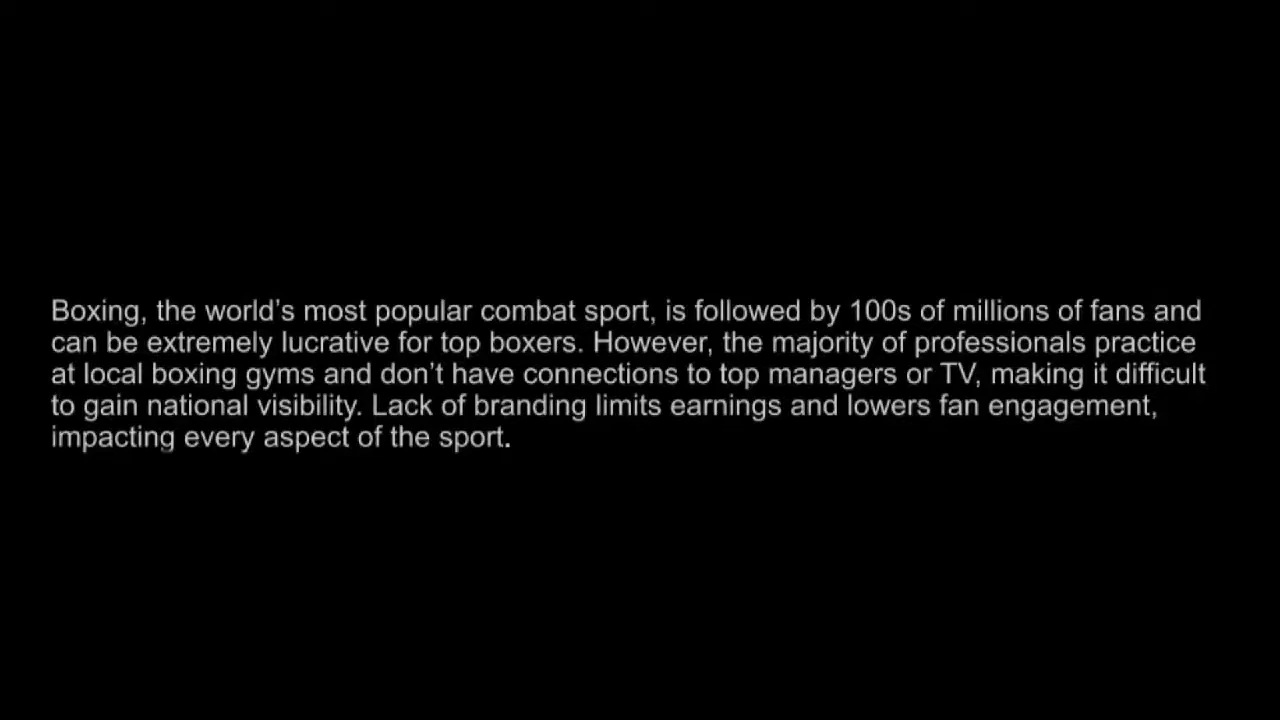 Boxing, the world’s most popular combat sport, is followed by 100s of millions of fans and
can be extremely lucrative for top boxers. However, the majority of professionals practice
at local boxing gyms and don’t have connections to top managers or TV, making it difficult
to gain national visibility. Lack of branding limits earnings and lowers fan engagement,
impacting every aspect of the sport.